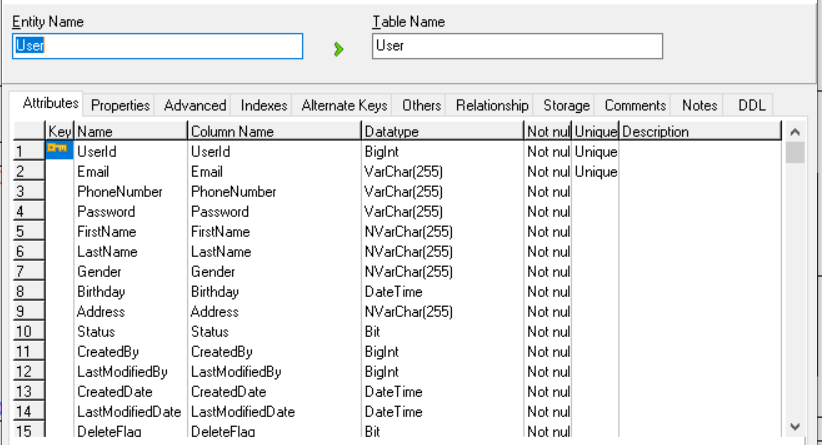 Entity Name Table Name
User User
Attributes Properties Advanced Indexes Alternate Keys Others Relationship Storage Comments Notes DDL
Key Name Column Name Datatype Not nul Unique Description
1 UserId UserId BigInt Not nul Unique
2 Email Email VarChar(255) Not nul Unique
3 PhoneNumber PhoneNumber VarChar(255) Not nul
4 Password Password VarChar(255) Not nul
5 FirstName FirstName NVarChar(255) Not nul
6 LastName LastName NVarChar(255) Not nul
7 Gender Gender NVarChar(255) Not nul
8 Birthday Birthday DateTime Not nul
9 Address Address NVarChar(255) Not nul
10 Status Status Bit Not nul
11 CreatedBy CreatedBy BigInt Not nul
12 LastModifiedBy LastModifiedBy BigInt Not nul
13 CreatedDate CreatedDate DateTime Not nul
14 LastModifiedDate LastModifiedDate DateTime Not nul
15 DeleteFlag DeleteFlag Bit Not nul